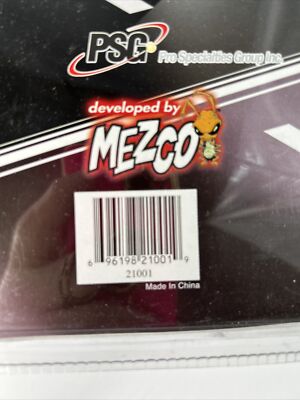 PSG Pro Specialties Group Inc.
developed by
MEZCO
6 96198 21001 9
21001
Made In China